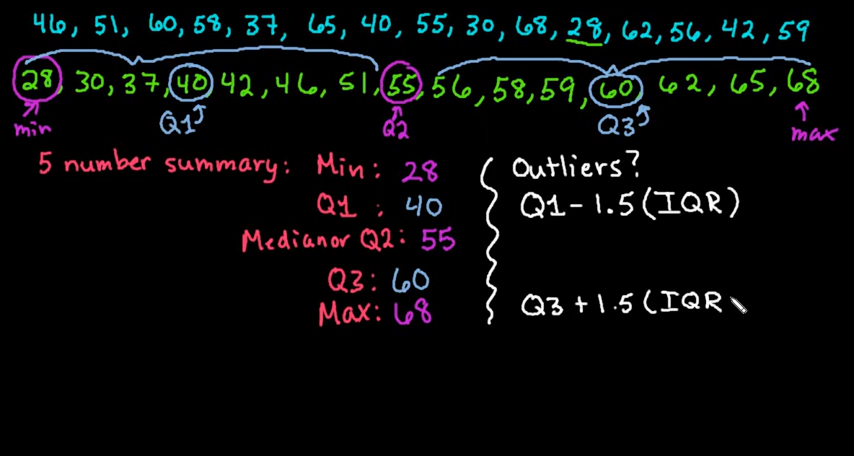 46, 51, 60, 58, 37, 65, 40, 55, 30, 68, 28, 62, 56, 42, 59
28, 30, 37, 40 42, 46, 51, 55, 56, 58, 59, 60, 62, 65, 68
min Q1 Q2 Q3 max
5 number summary: Min: 28
Q1 : 40
Medianor Q2: 55
Q3: 60
Max: 68
Outliers?
Q1 - 1.5 (IQR)
Q3 + 1.5 (IQR